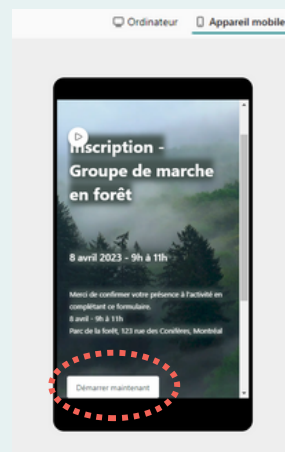 Ordinateur Appareil mobile
Inscription -
Groupe de marche
en forêt
8 avril 2023 - 9h à 11h
Merci de confirmer votre présence à l'activité en
complétant ce formulaire.
8 avril - 9h à 11h
Parc de la forêt, 123 rue des Conifères, Montréal
Démarrer maintenant